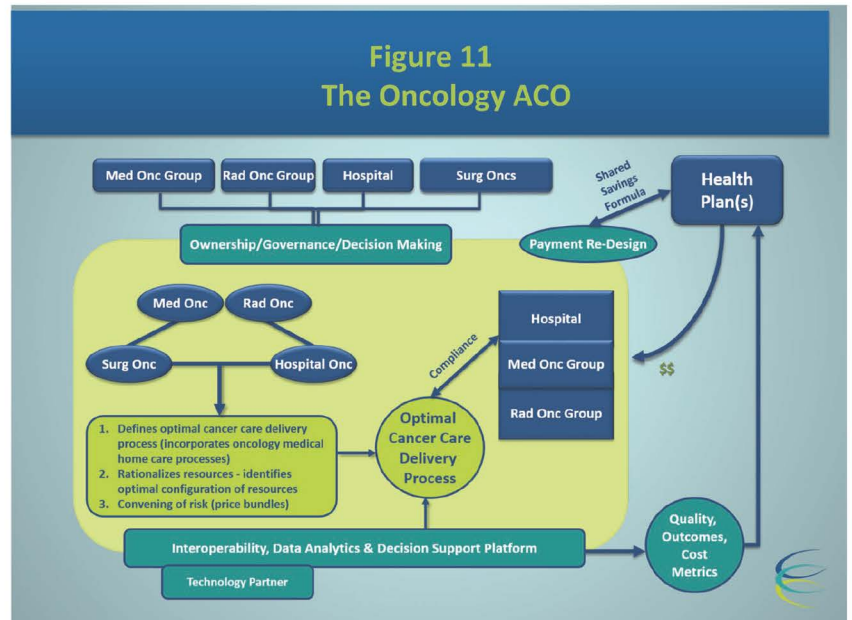 Figure 11
The Oncology ACO
Med Onc Group
Rad Onc Group
Hospital
Surg Oncs
Shared
Savings
Formula
Health
Plan(s)
Ownership/Governance/Decision Making
Payment Re-Design
Med Onc
Rad Onc
Surg Onc
Hospital Onc
Compliance
Hospital
Med Onc Group
Rad Onc Group
$$
1. Defines optimal cancer care delivery
process (incorporates oncology medical
home care processes)
2. Rationalizes resources - identifies
optimal configuration of resources
3. Convening of risk (price bundles)
Optimal
Cancer Care
Delivery
Process
Interoperability, Data Analytics & Decision Support Platform
Technology Partner
Quality,
Outcomes,
Cost
Metrics